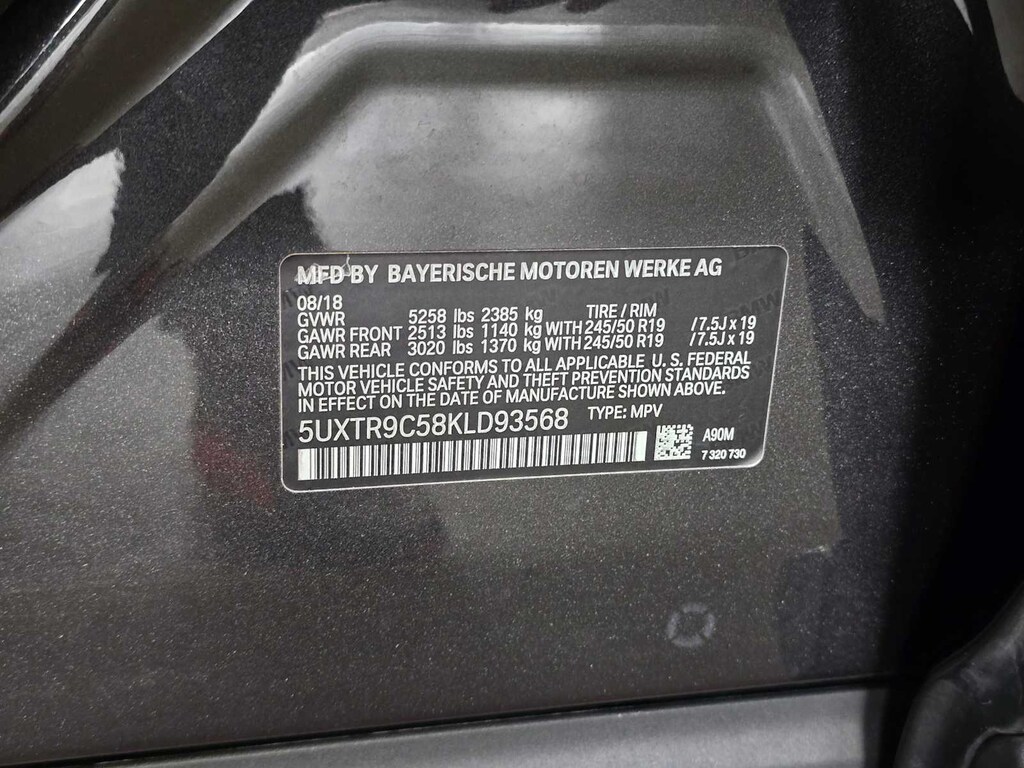 MFD BY BAYERISCHE MOTOREN WERKE AG
08/18
GVWR 5258 lbs 2385 kg TIRE / RIM
GAWR FRONT 2513 lbs 1140 kg WITH 245/50 R19 / 7.5J x 19
GAWR REAR 3020 lbs 1370 kg WITH 245/50 R19 / 7.5J x 19
THIS VEHICLE CONFORMS TO ALL APPLICABLE U. S. FEDERAL
MOTOR VEHICLE SAFETY AND THEFT PREVENTION STANDARDS
IN EFFECT ON THE DATE OF MANUFACTURE SHOWN ABOVE.
5UXTR9C58KLD93568 TYPE: MPV
A90M
7 320 730